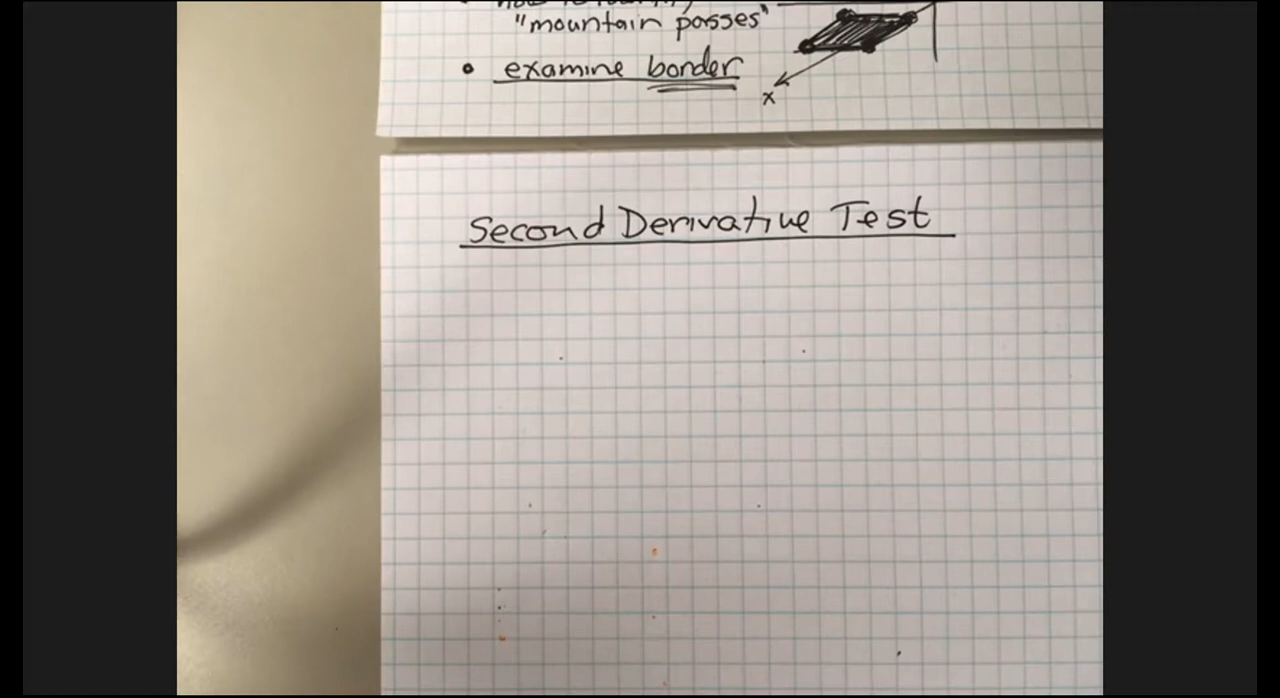 "mountain passes"
• examine border
x
Second Derivative Test